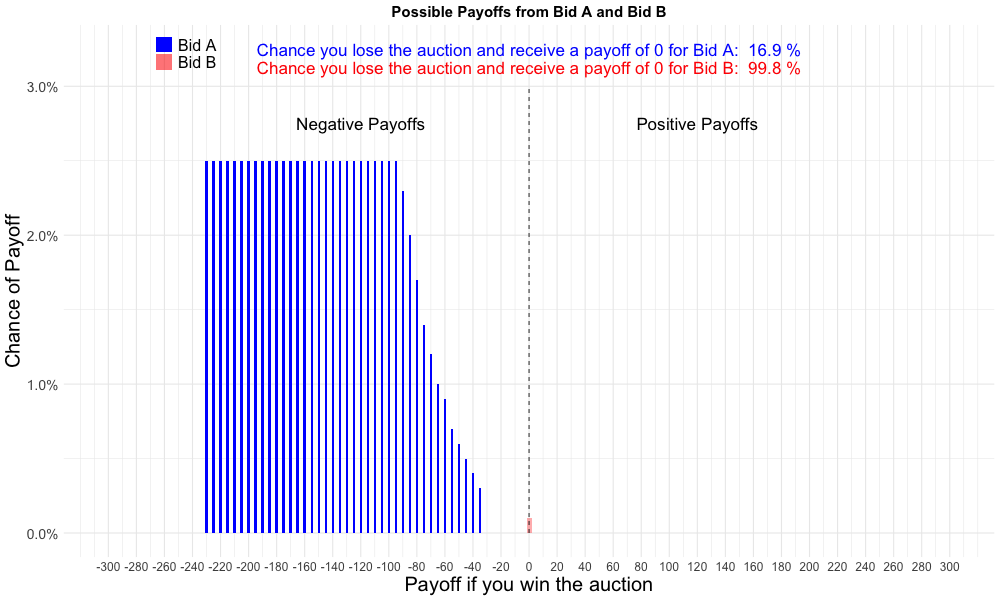 Possible Payoffs from Bid A and Bid B
Bid A
Bid B
Chance you lose the auction and receive a payoff of 0 for Bid A:  16.9 %
Chance you lose the auction and receive a payoff of 0 for Bid B:  99.8 %
Negative Payoffs
Positive Payoffs
Chance of Payoff
3.0%
2.0%
1.0%
0.0%
-300 -280 -260 -240 -220 -200 -180 -160 -140 -120 -100 -80 -60 -40 -20 0 20 40 60 80 100 120 140 160 180 200 220 240 260 280 300
Payoff if you win the auction